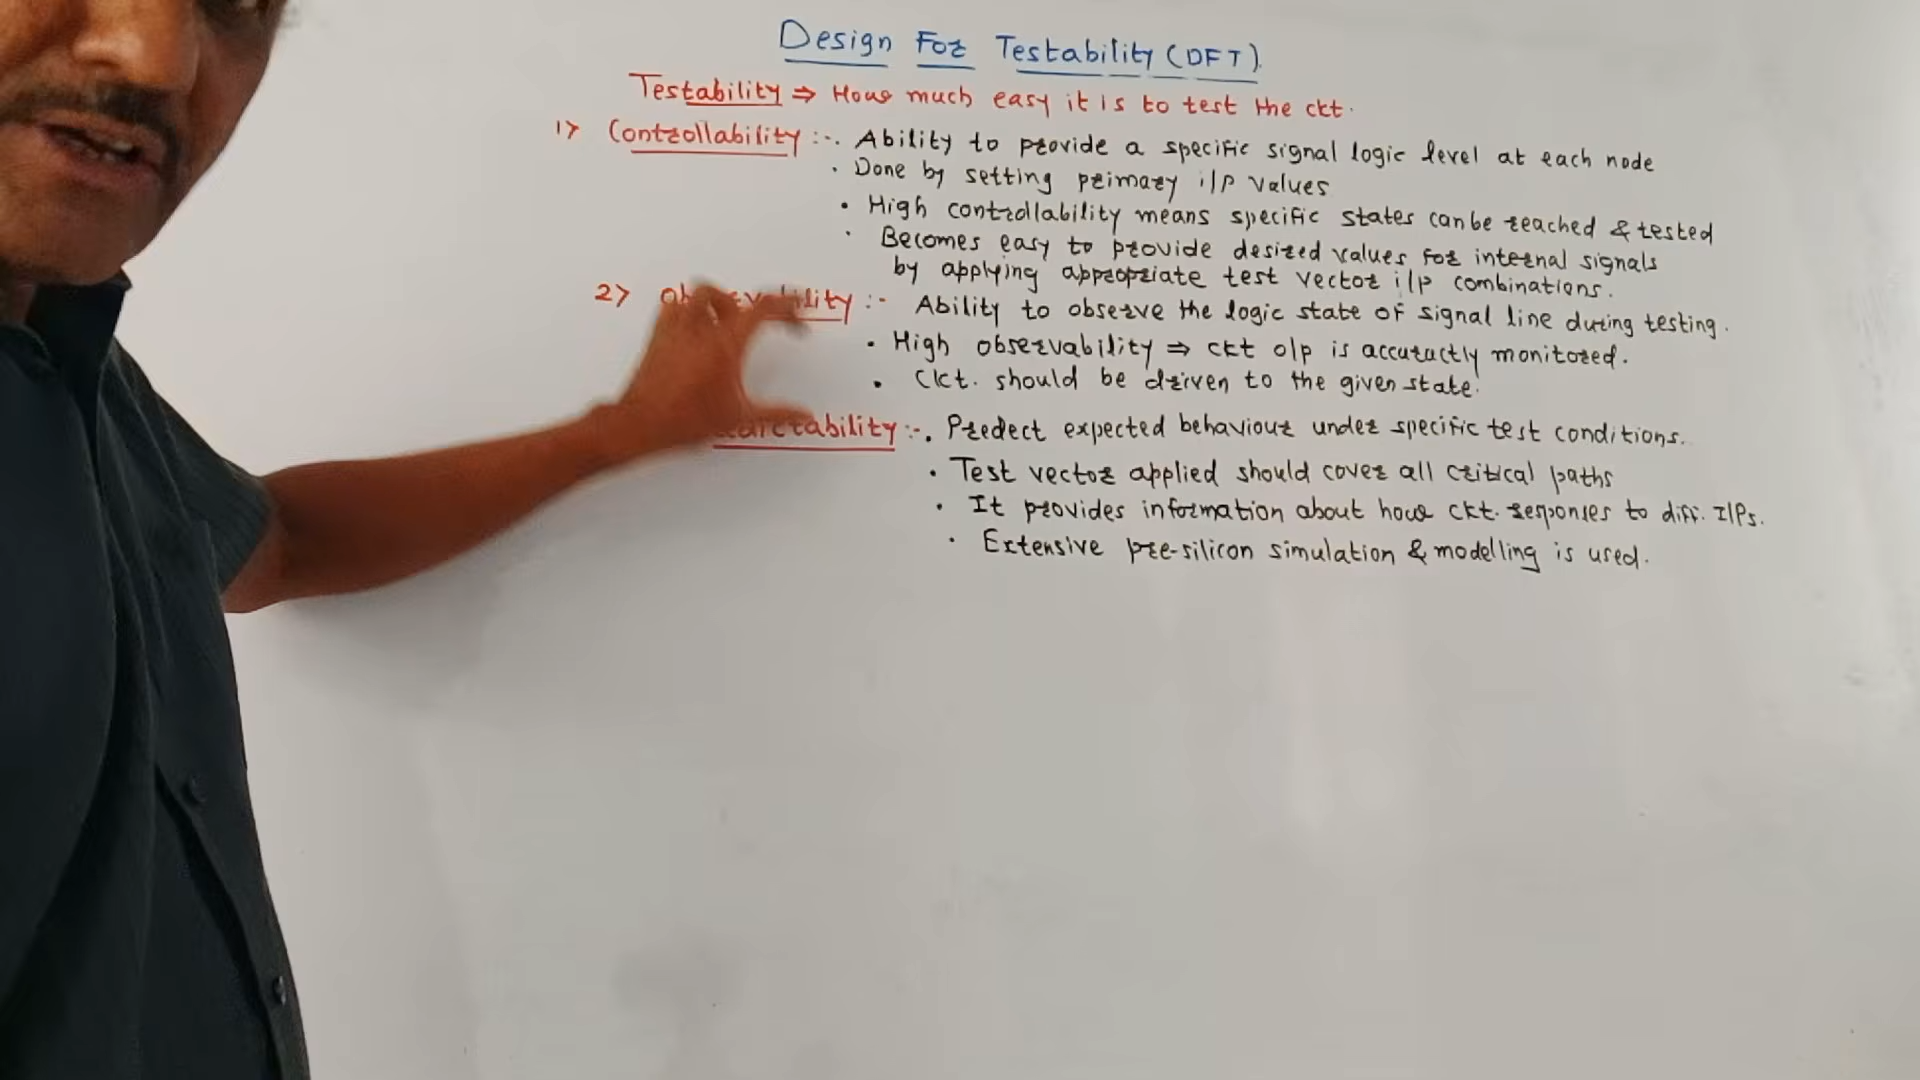 Design For Testability (DFT).
Testability ⇒ How much easy it is to test the ckt.
1) Controllability :-. Ability to provide a specific signal logic level at each node
• Done by setting primary i/p values
• High controllability means specific states can be reached & tested
• Becomes easy to provide desired values for internal signals
by applying appropriate test vector i/p combinations.
2) :- Ability to observe the logic state of signal line during testing.
• High observability ⇒ ckt o/p is accuractly monitored.
• Ckt. should be driven to the given state.
:-. Predect expected behaviour under specific test conditions.
• Test vector applied should cover all critical paths
• It provides information about how ckt. responses to diff. I/Ps.
• Extensive pre-silicon simulation & modelling is used.